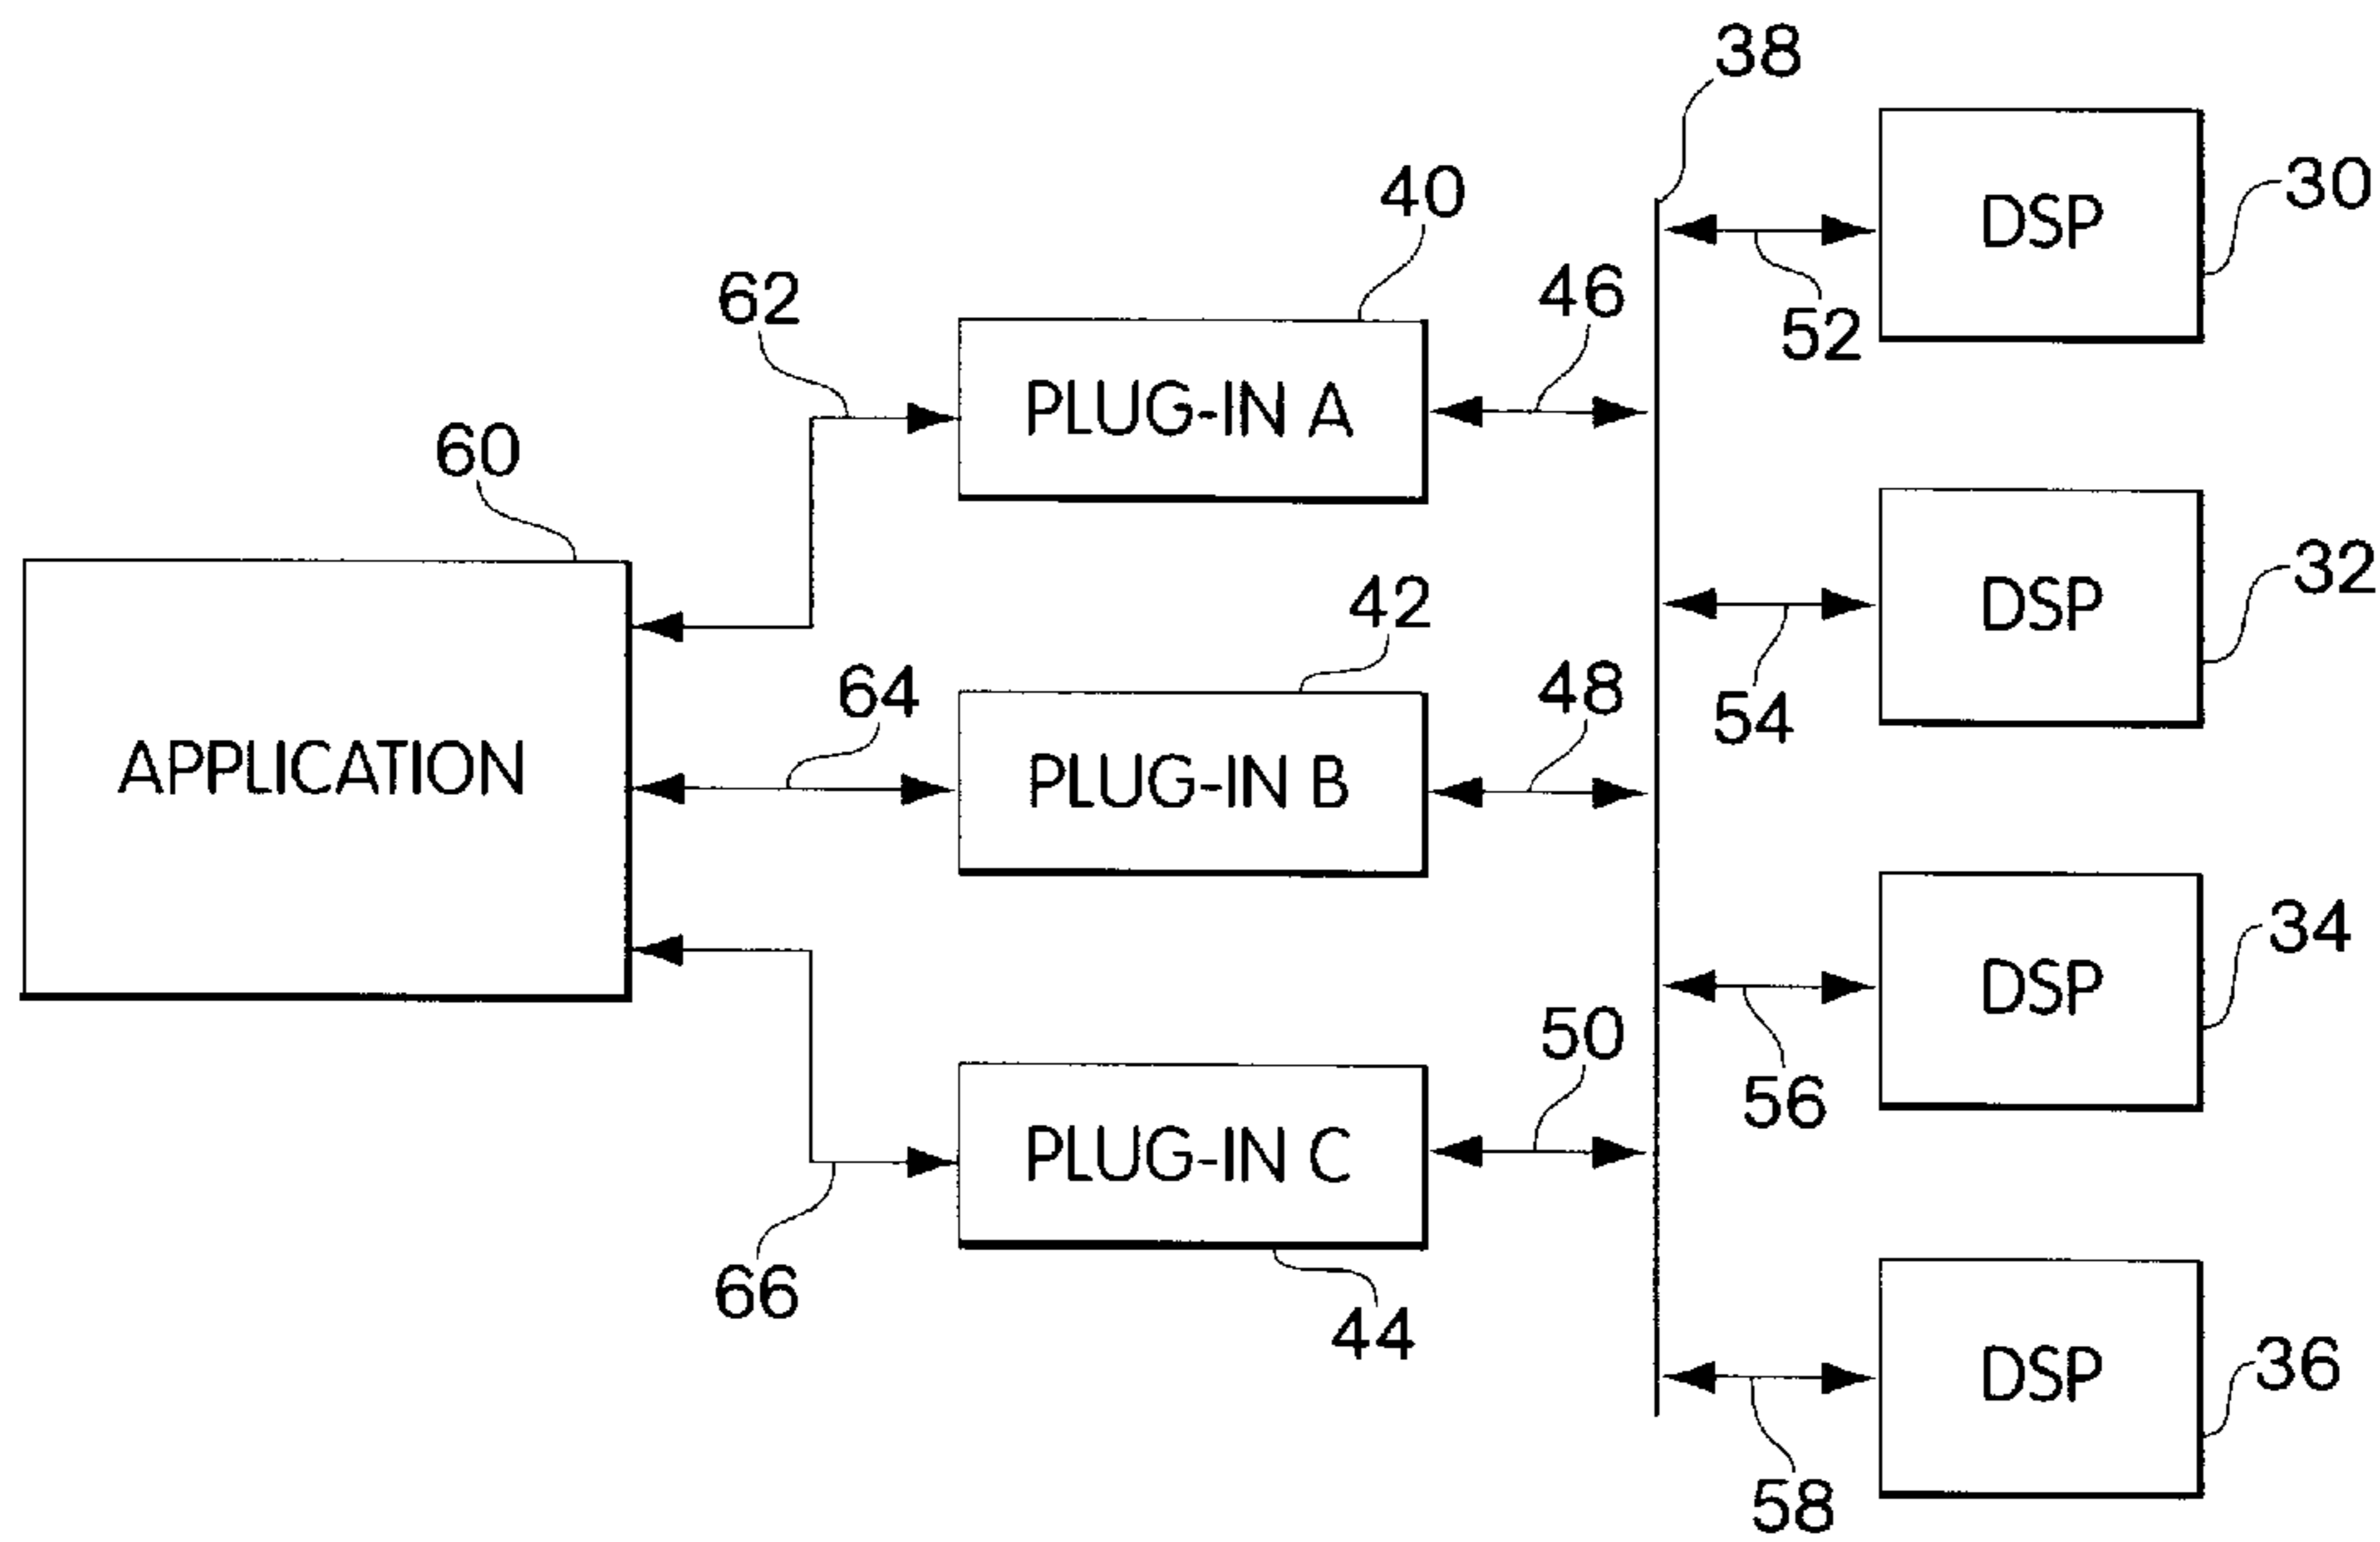 38
30
DSP
40
62
46
52
PLUG-IN A
60
32
DSP
42
64
48
54
APPLICATION
PLUG-IN B
34
DSP
50
56
PLUG-IN C
66
44
36
DSP
58